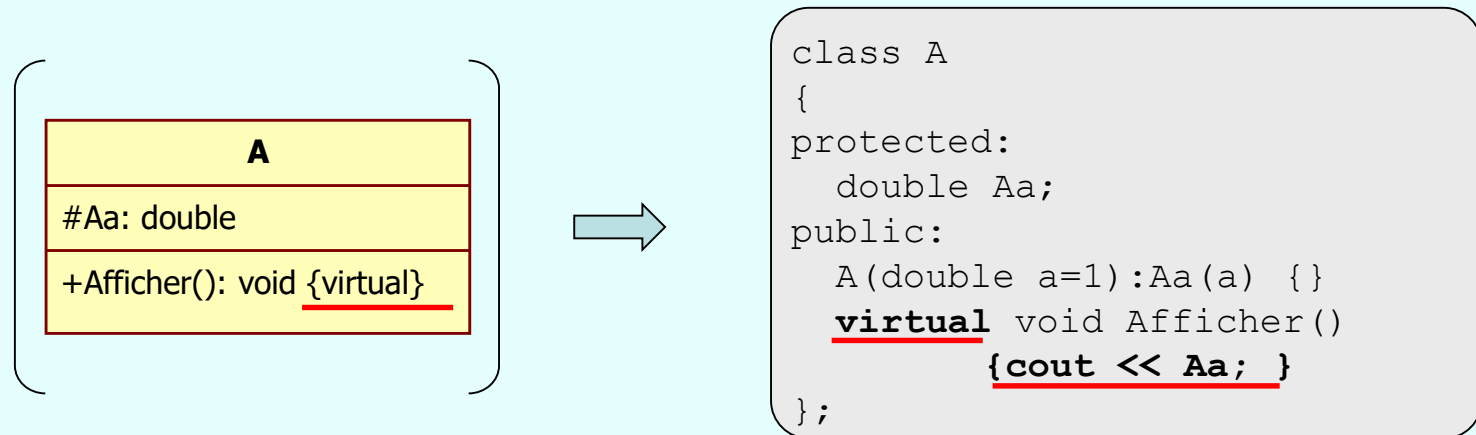 A
#Aa: double
+Afficher(): void {virtual}
class A
{
protected:
double Aa;
public:
A(double a=1):Aa(a) {}
virtual void Afficher()
{cout << Aa; }
};